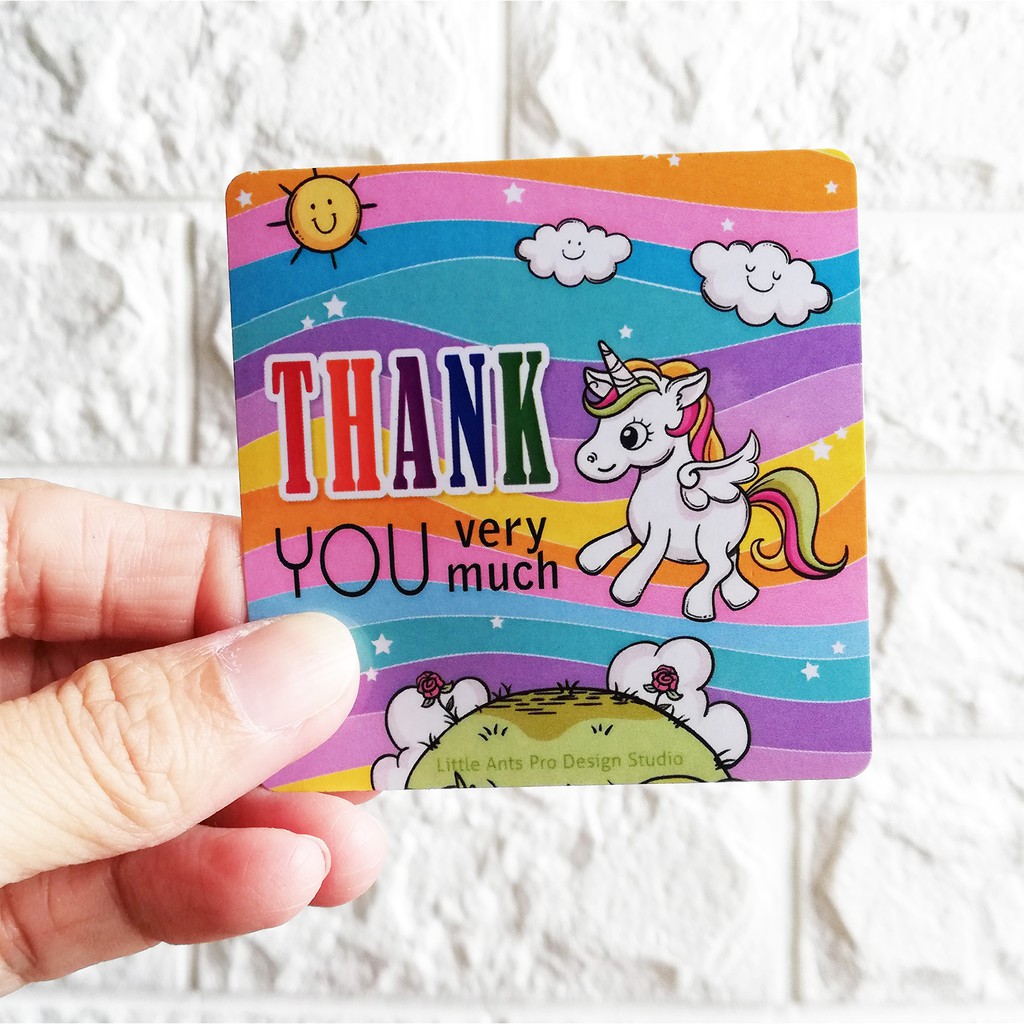 THANK
YOU very
much
Little Ants Pro Design Studio